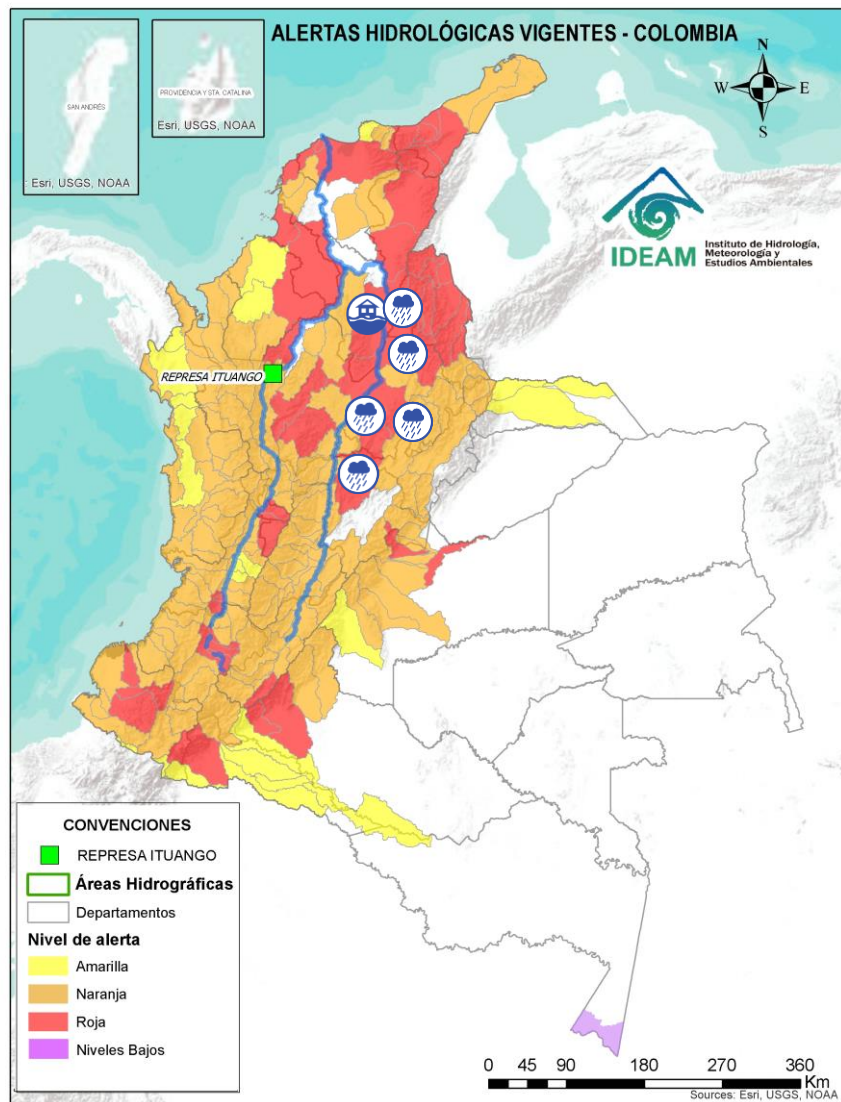 ALERTAS HIDROLÓGICAS VIGENTES - COLOMBIA
SAN ANDRÉS
: Esri, USGS, NOAA
PROVIDENCIA Y STA. CATALINA
Esri, USGS, NOAA
N
W
E
S
IDEAM
Instituto de Hidrología,
Meteorología y
Estudios Ambientales
REPRESA ITUANGO
CONVENCIONES
REPRESA ITUANGO
Áreas Hidrográficas
Departamentos
Nivel de alerta
Amarilla
Naranja
Roja
Niveles Bajos
0 45 90 180 270 360
Km
Sources: Esri, USGS, NOAA